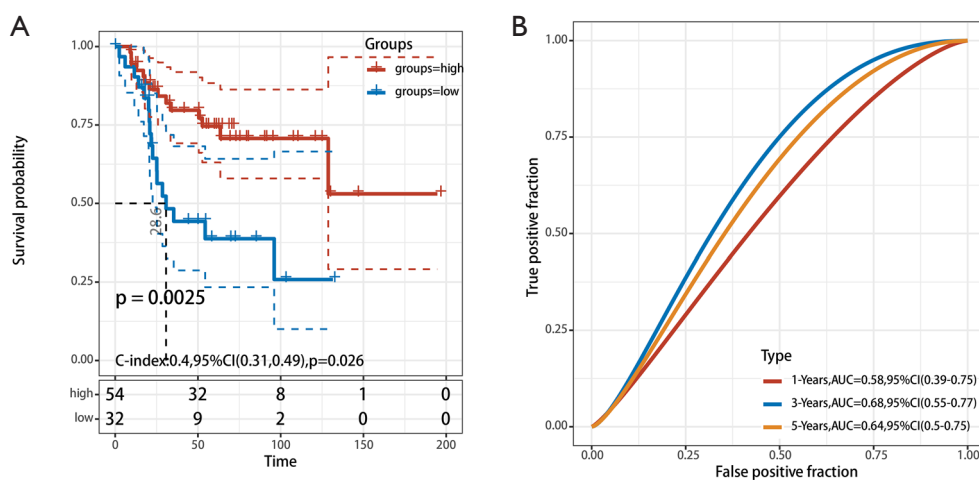 A
Survival probability
1.00
0.75
0.50
0.25
0.00
Groups
groups=high
groups=low
28.6
p = 0.0025
C-index:0.4,95%CI(0.31,0.49),p=0.026
high 54 32 8 1 0
low 32 9 2 0 0
0 50 100 150 200
Time
B
True positive fraction
1.00
0.75
0.50
0.25
0.00
Type
1-Years,AUC=0.58,95%CI(0.39-0.75)
3-Years,AUC=0.68,95%CI(0.55-0.77)
5-Years,AUC=0.64,95%CI(0.5-0.75)
0.00 0.25 0.50 0.75 1.00
False positive fraction